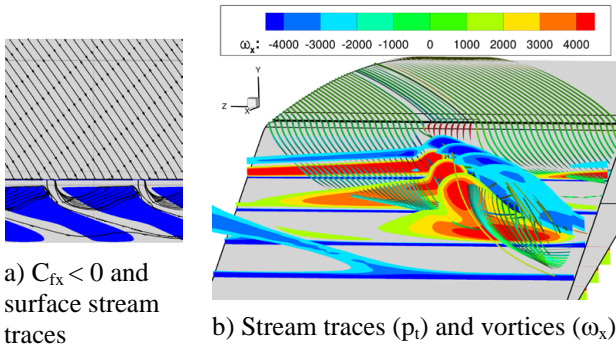 ωₓ: -4000 -3000 -2000 -1000 0 1000 2000 3000 4000
Y
Z
X
a) C_fx < 0 and
surface stream
traces
b) Stream traces (pₜ) and vortices (ωₓ)